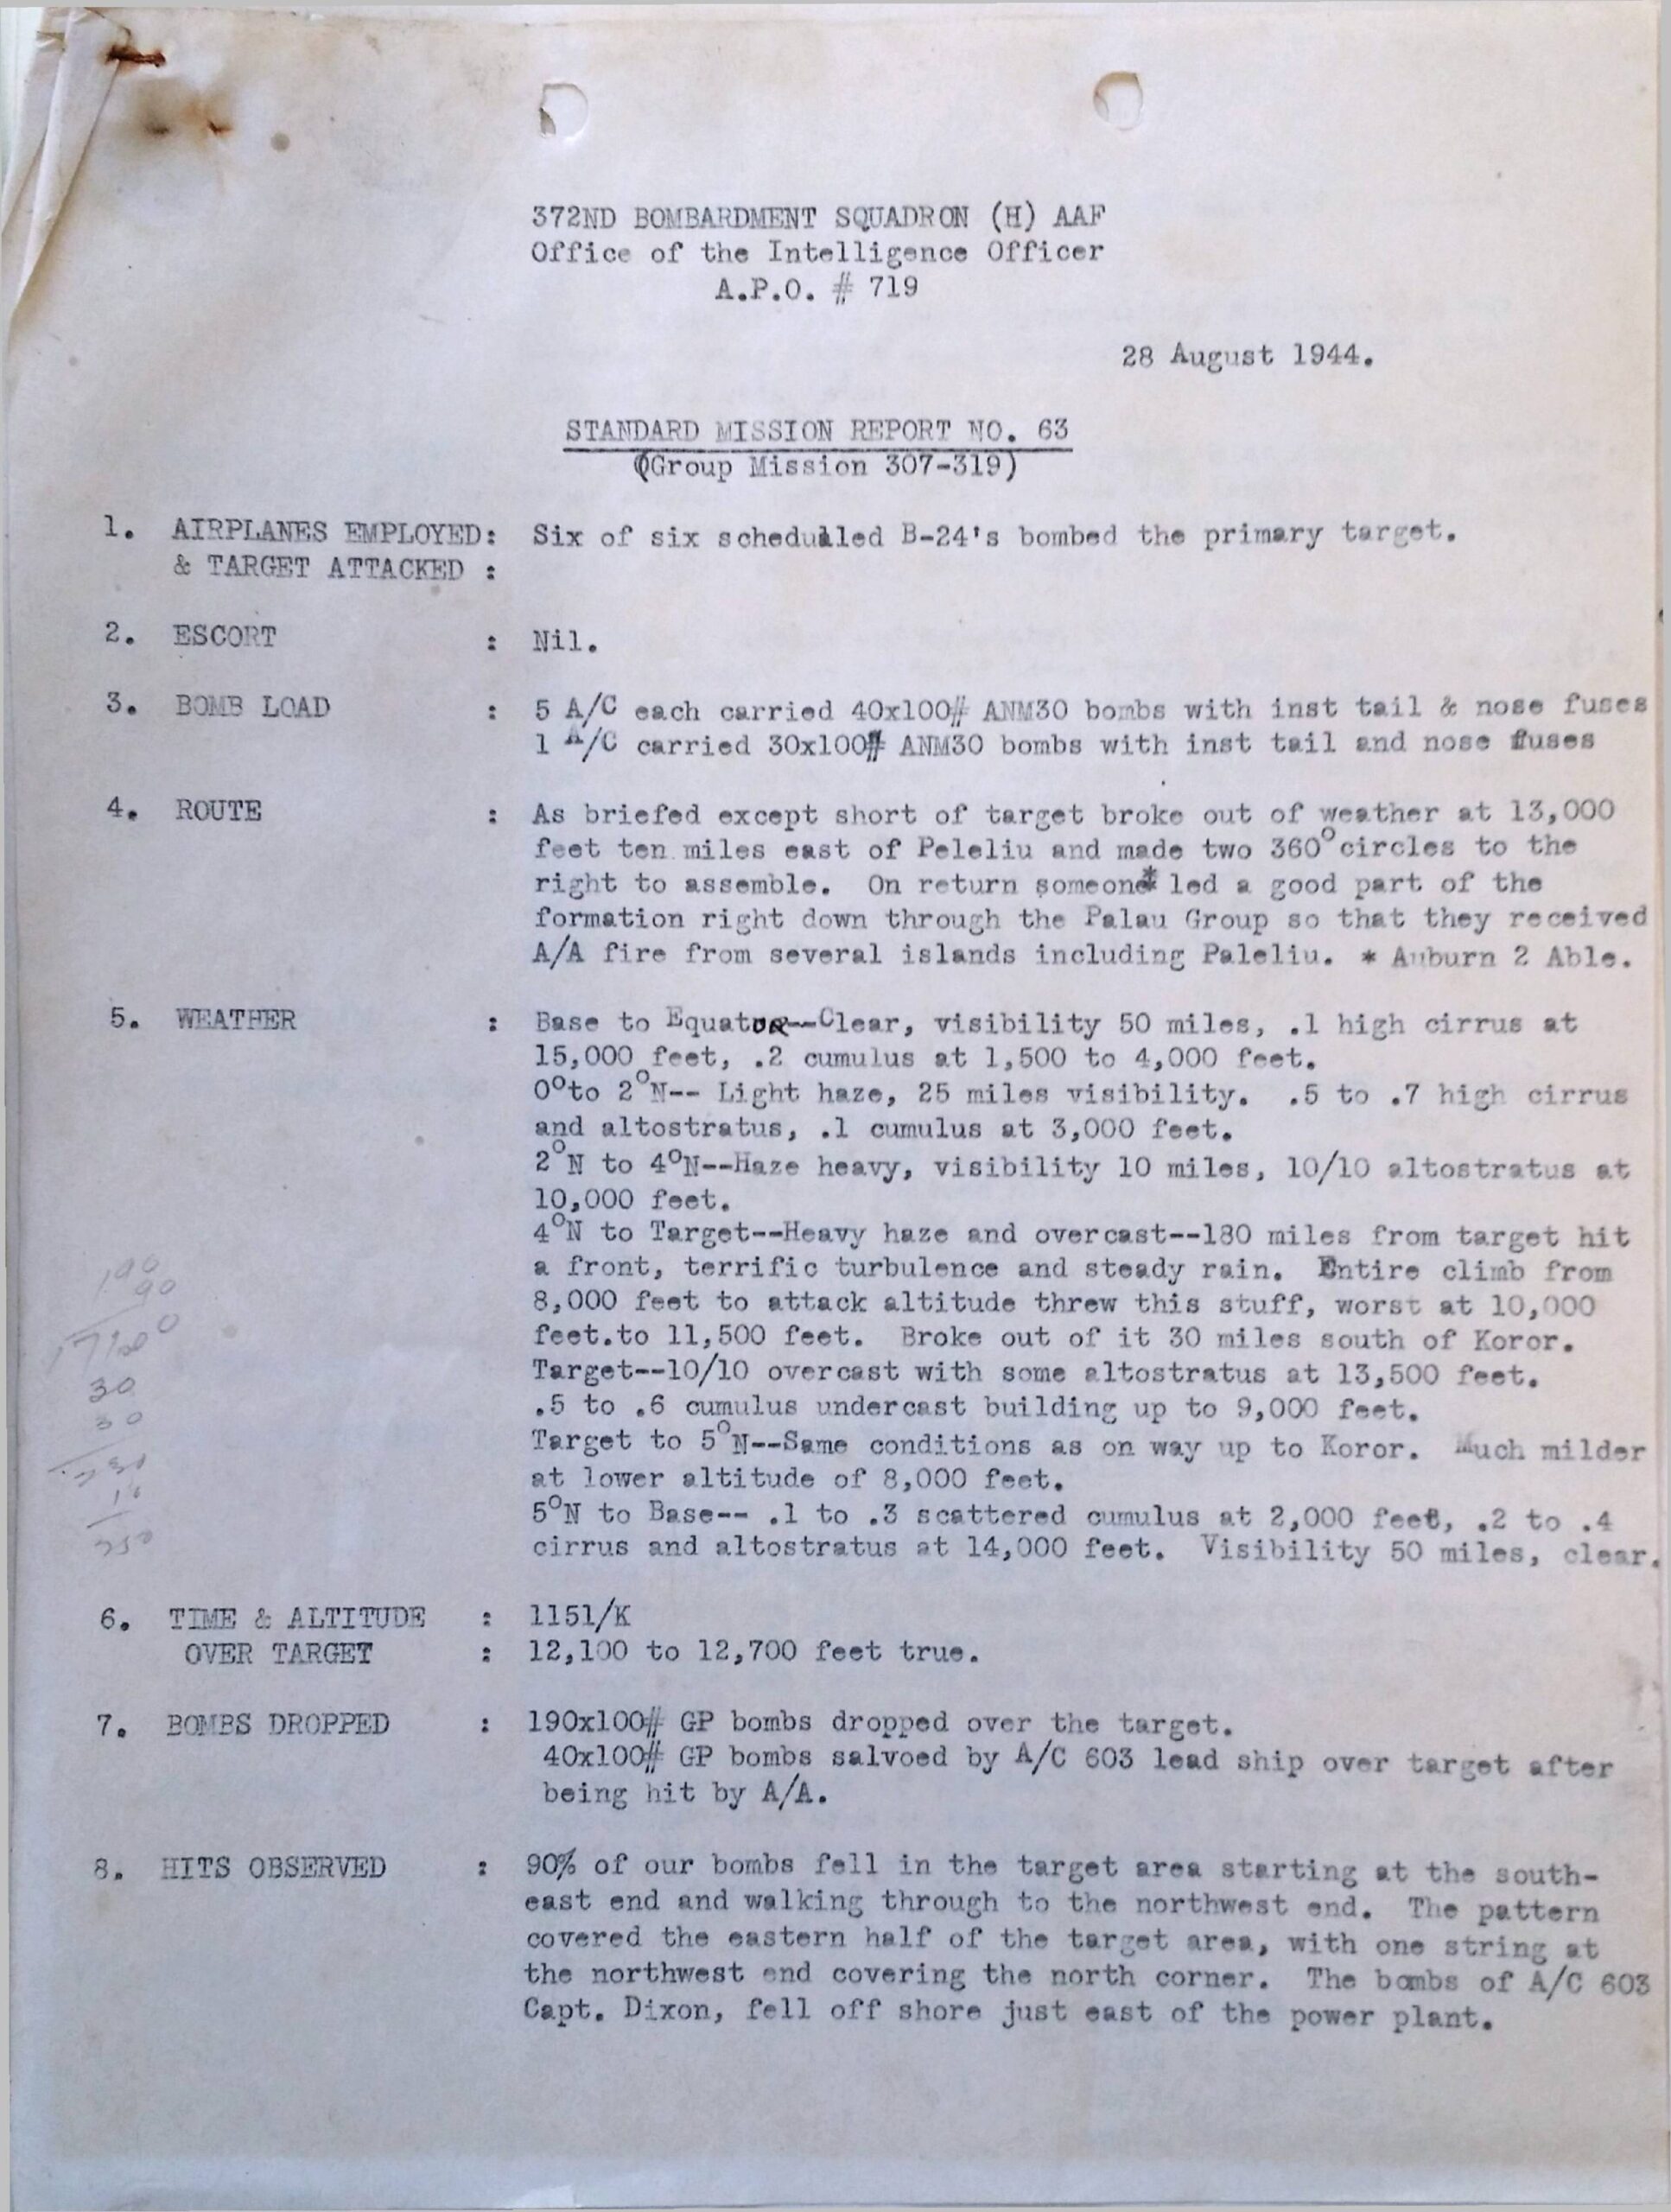 372ND BOMBARDMENT SQUADRON (H) AAF
Office of the Intelligence Officer
A.P.O. # 719
28 August 1944.
STANDARD MISSION REPORT NO. 63
(Group Mission 307-319)
1. AIRPLANES EMPLOYED: Six of six schedulled B-24's bombed the primary target.
& TARGET ATTACKED :
2. ESCORT : Nil.
3. BOMB LOAD : 5 A/C each carried 40x100# ANM30 bombs with inst tail & nose fuses
1 A/C carried 30x100# ANM30 bombs with inst tail and nose fuses
4. ROUTE : As briefed except short of target broke out of weather at 13,000
feet ten miles east of Peleliu and made two 360° circles to the
right to assemble. On return someone* led a good part of the
formation right down through the Palau Group so that they received
A/A fire from several islands including Paleliu. * Auburn 2 Able.
5. WEATHER : Base to Equator--Clear, visibility 50 miles, .1 high cirrus at
15,000 feet, .2 cumulus at 1,500 to 4,000 feet.
0°to 2°N-- Light haze, 25 miles visibility. .5 to .7 high cirrus
and altostratus, .1 cumulus at 3,000 feet.
2°N to 4°N--Haze heavy, visibility 10 miles, 10/10 altostratus at
10,000 feet.
4°N to Target--Heavy haze and overcast--180 miles from target hit
a front, terrific turbulence and steady rain. Entire climb from
8,000 feet to attack altitude threw this stuff, worst at 10,000
feet.to 11,500 feet. Broke out of it 30 miles south of Koror.
Target--10/10 overcast with some altostratus at 13,500 feet.
.5 to .6 cumulus undercast building up to 9,000 feet.
Target to 5°N--Same conditions as on way up to Koror. Much milder
at lower altitude of 8,000 feet.
5°N to Base-- .1 to .3 scattered cumulus at 2,000 feet, .2 to .4
cirrus and altostratus at 14,000 feet. Visibility 50 miles, clear.
190
90
30
30
250
6. TIME & ALTITUDE : 1151/K
OVER TARGET : 12,100 to 12,700 feet true.
7. BOMBS DROPPED : 190x100# GP bombs dropped over the target.
40x100# GP bombs salvoed by A/C 603 lead ship over target after
being hit by A/A.
8. HITS OBSERVED : 90% of our bombs fell in the target area starting at the south-
east end and walking through to the northwest end. The pattern
covered the eastern half of the target area, with one string at
the northwest end covering the north corner. The bombs of A/C 603
Capt. Dixon, fell off shore just east of the power plant.